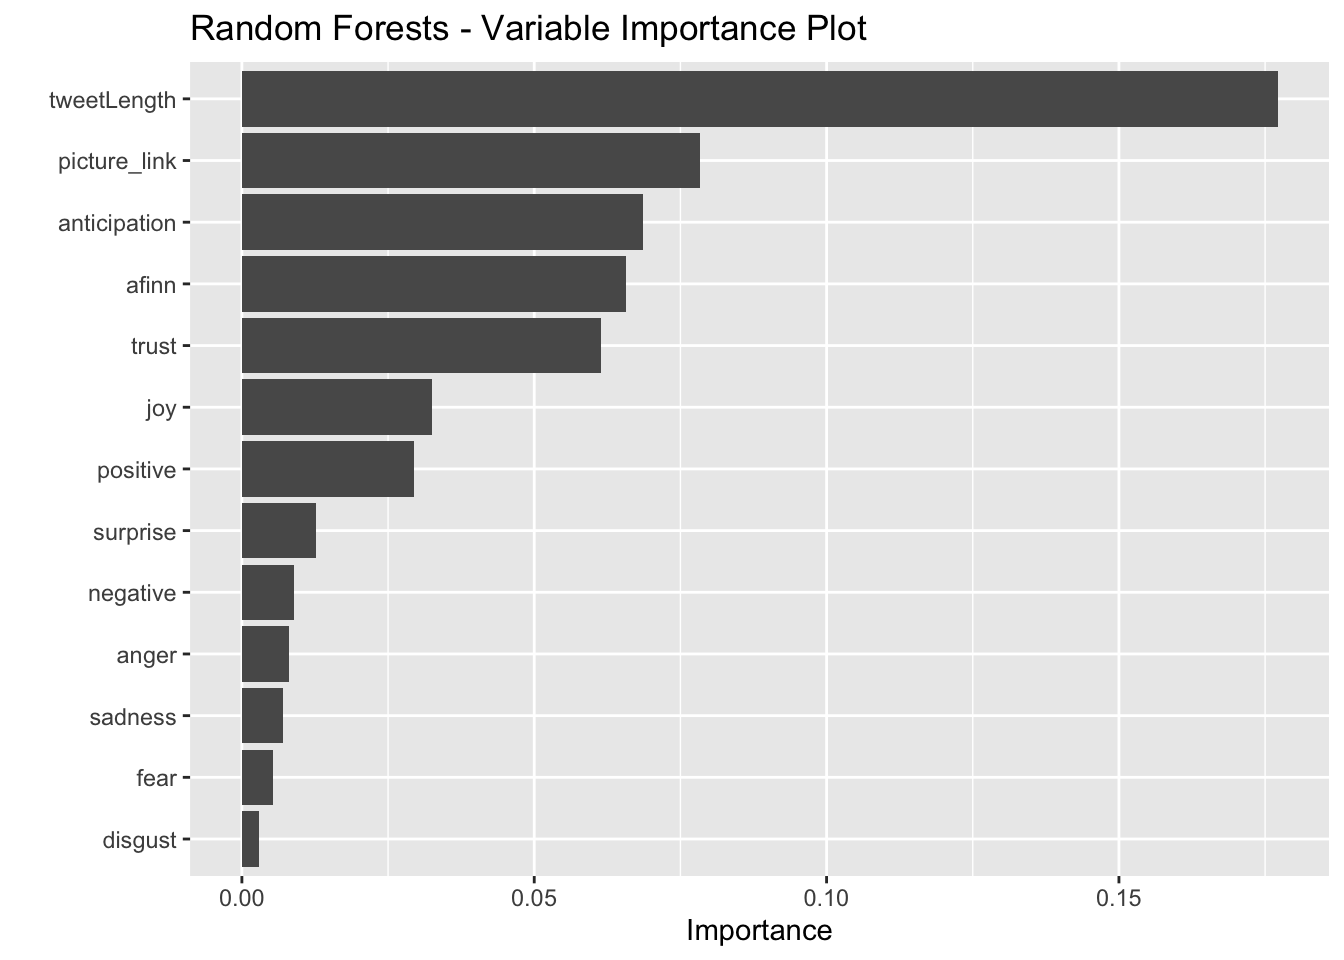 Random Forests - Variable Importance Plot
tweetLength
picture_link
anticipation
afinn
trust
joy
positive
surprise
negative
anger
sadness
fear
disgust
0.00 0.05 0.10 0.15
Importance